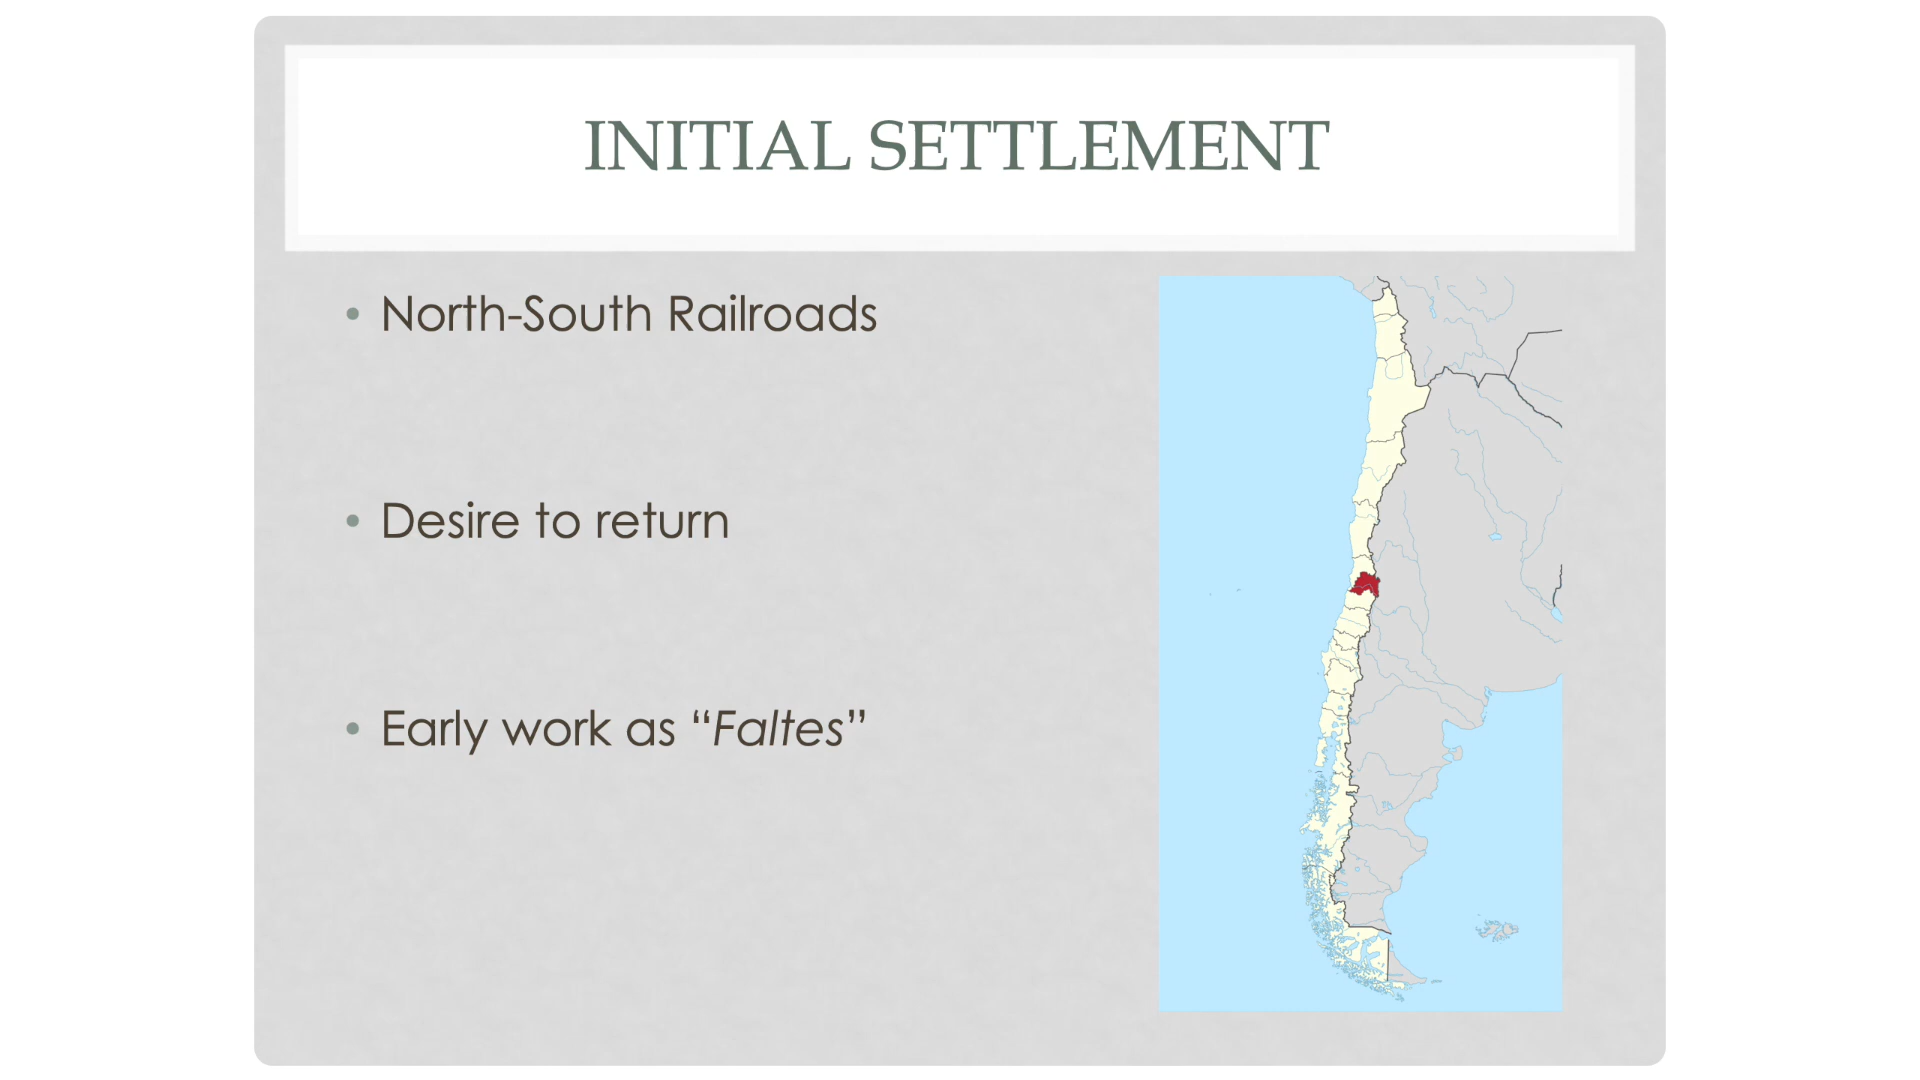 INITIAL SETTLEMENT
• North-South Railroads
• Desire to return
• Early work as “Faltes”